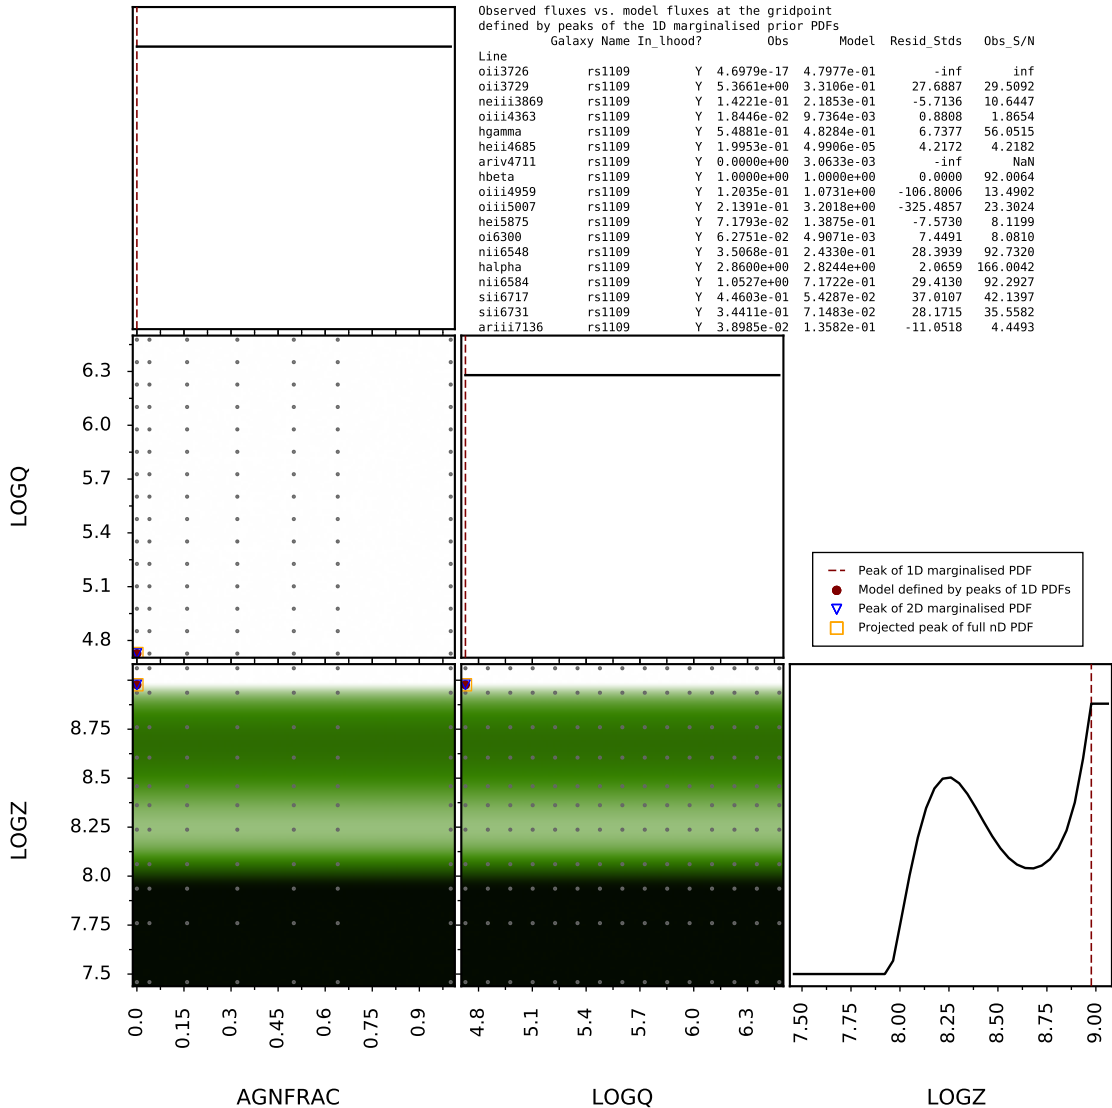 Observed fluxes vs. model fluxes at the gridpoint
defined by peaks of the 1D marginalised prior PDFs
Galaxy Name In_lhood? Obs Model Resid_Stds Obs_S/N
Line
oii3726 rs1109 Y 4.6979e-17 4.7977e-01 -inf inf
oii3729 rs1109 Y 5.3661e+00 3.3106e-01 27.6887 29.5092
neiii3869 rs1109 Y 1.4221e-01 2.1853e-01 -5.7136 10.6447
oiii4363 rs1109 Y 1.8446e-02 9.7364e-03 0.8808 1.8654
hgamma rs1109 Y 5.4881e-01 4.8284e-01 6.7377 56.0515
heii4685 rs1109 Y 1.9953e-01 4.9906e-05 4.2172 4.2182
ariv4711 rs1109 Y 0.0000e+00 3.0633e-03 -inf NaN
hbeta rs1109 Y 1.0000e+00 1.0000e+00 0.0000 92.0064
oiii4959 rs1109 Y 1.2035e-01 1.0731e+00 -106.8006 13.4902
oiii5007 rs1109 Y 2.1391e-01 3.2018e+00 -325.4857 23.3024
hei5875 rs1109 Y 7.1793e-02 1.3875e-01 -7.5730 8.1199
oi6300 rs1109 Y 6.2751e-02 4.9071e-03 7.4491 8.0810
nii6548 rs1109 Y 3.5068e-01 2.4330e-01 28.3939 92.7320
halpha rs1109 Y 2.8600e+00 2.8244e+00 2.0659 166.0042
nii6584 rs1109 Y 1.0527e+00 7.1722e-01 29.4130 92.2927
sii6717 rs1109 Y 4.4603e-01 5.4287e-02 37.0107 42.1397
sii6731 rs1109 Y 3.4411e-01 7.1483e-02 28.1715 35.5582
ariii7136 rs1109 Y 3.8985e-02 1.3582e-01 -11.0518 4.4493
6.3
6.0
5.7
5.4
5.1
4.8
LOGQ
Peak of 1D marginalised PDF
Model defined by peaks of 1D PDFs
Peak of 2D marginalised PDF
Projected peak of full nD PDF
8.75
8.5
8.25
8.0
7.75
7.5
LOGZ
0.0 0.15 0.3 0.45 0.6 0.75 0.9
4.8 5.1 5.4 5.7 6.0 6.3
7.50 7.75 8.00 8.25 8.50 8.75 9.00
AGNFRAC LOGQ LOGZ